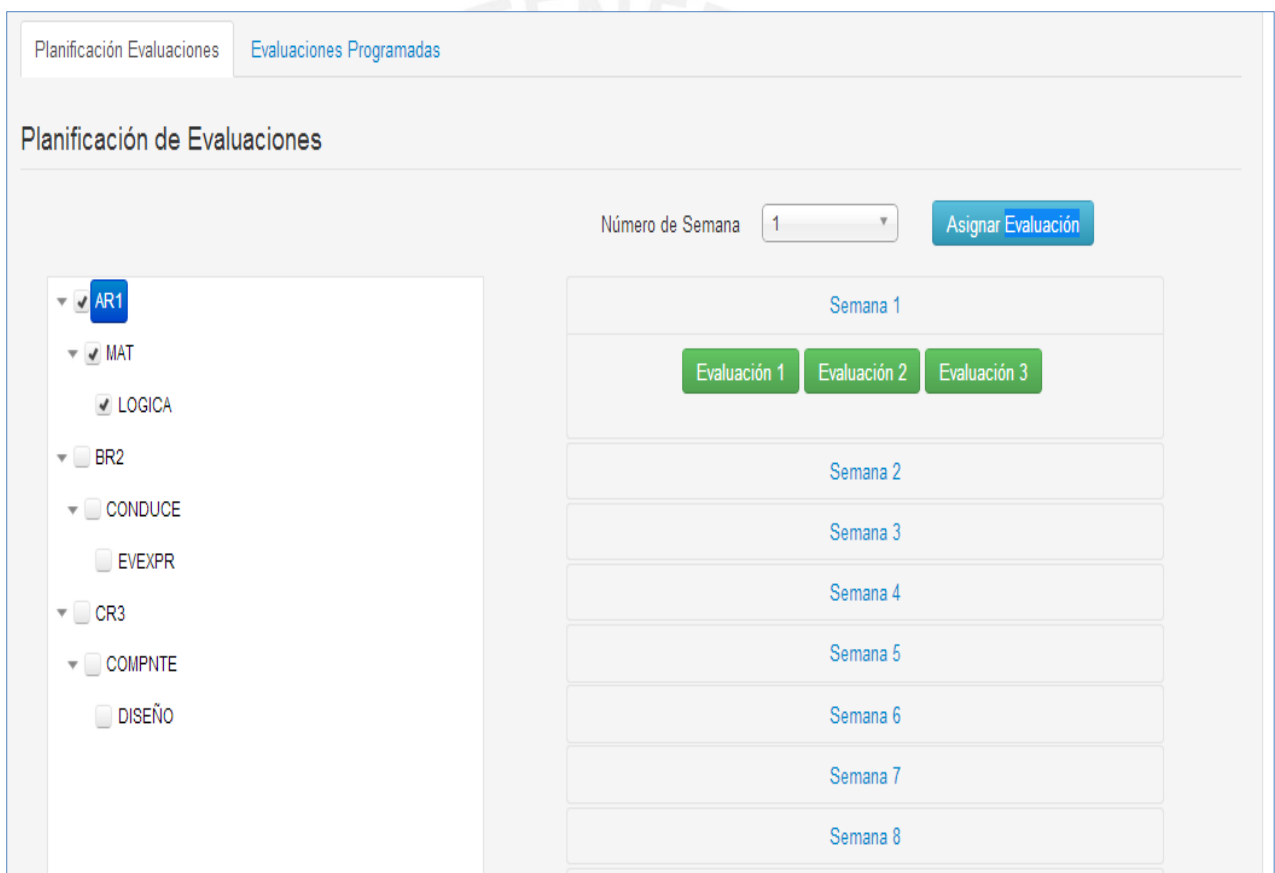 Planificación Evaluaciones Evaluaciones Programadas
Planificación de Evaluaciones
Número de Semana 1 Asignar Evaluación
AR1
MAT
LOGICA
BR2
CONDUCE
EVEXPR
CR3
COMPNTE
DISEÑO
Semana 1
Evaluación 1 Evaluación 2 Evaluación 3
Semana 2
Semana 3
Semana 4
Semana 5
Semana 6
Semana 7
Semana 8